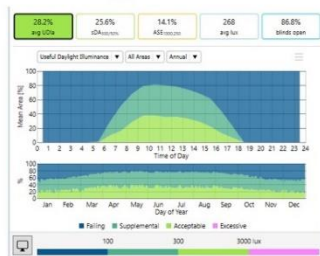 28.2% 25.6% 14.1% 268 86.8%
avg UDIa sDA300/50% ASE1000,250 avg lux blinds open
Useful Daylight Illuminance ▼ All Areas ▼ Annual ▼
Mean Area [%]
100
80
60
40
20
0
0 1 2 3 4 5 6 7 8 9 10 11 12 13 14 15 16 17 18 19 20 21 22 23 24
Time of Day
%
100
80
60
40
20
0
Jan Feb Mar Apr May Jun Jul Aug Sep Oct Nov Dec
Day of Year
Failing Supplemental Acceptable Excessive
100 300 3000 lux